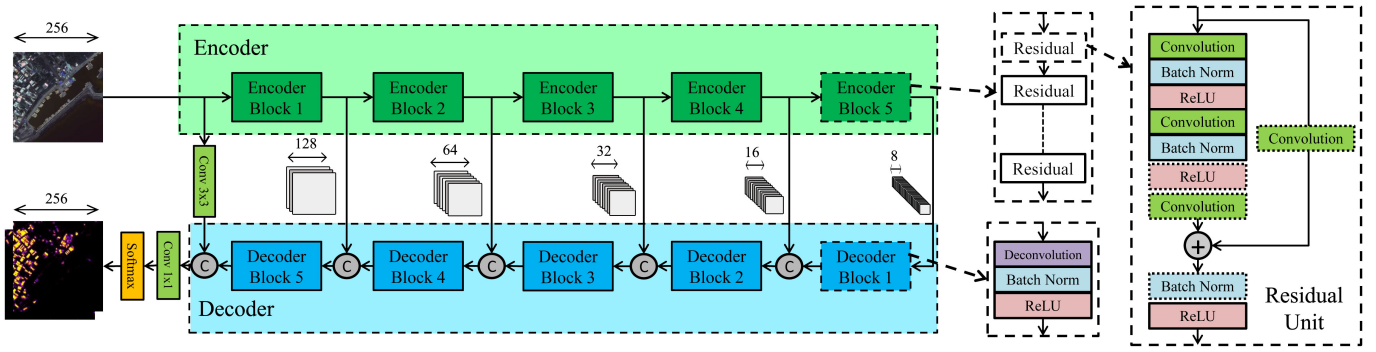 256
Encoder
Encoder
Block 1
Encoder
Block 2
Encoder
Block 3
Encoder
Block 4
Encoder
Block 5
Conv 3x3
128
64
32
16
8
256
Softmax
Conv 1x1
C
Decoder
Block 5
C
Decoder
Block 4
C
Decoder
Block 3
C
Decoder
Block 2
C
Decoder
Block 1
Decoder
Residual
Residual
Residual
Deconvolution
Batch Norm
ReLU
Convolution
Batch Norm
ReLU
Convolution
Batch Norm
ReLU
Convolution
Convolution
+
Batch Norm
ReLU
Residual
Unit